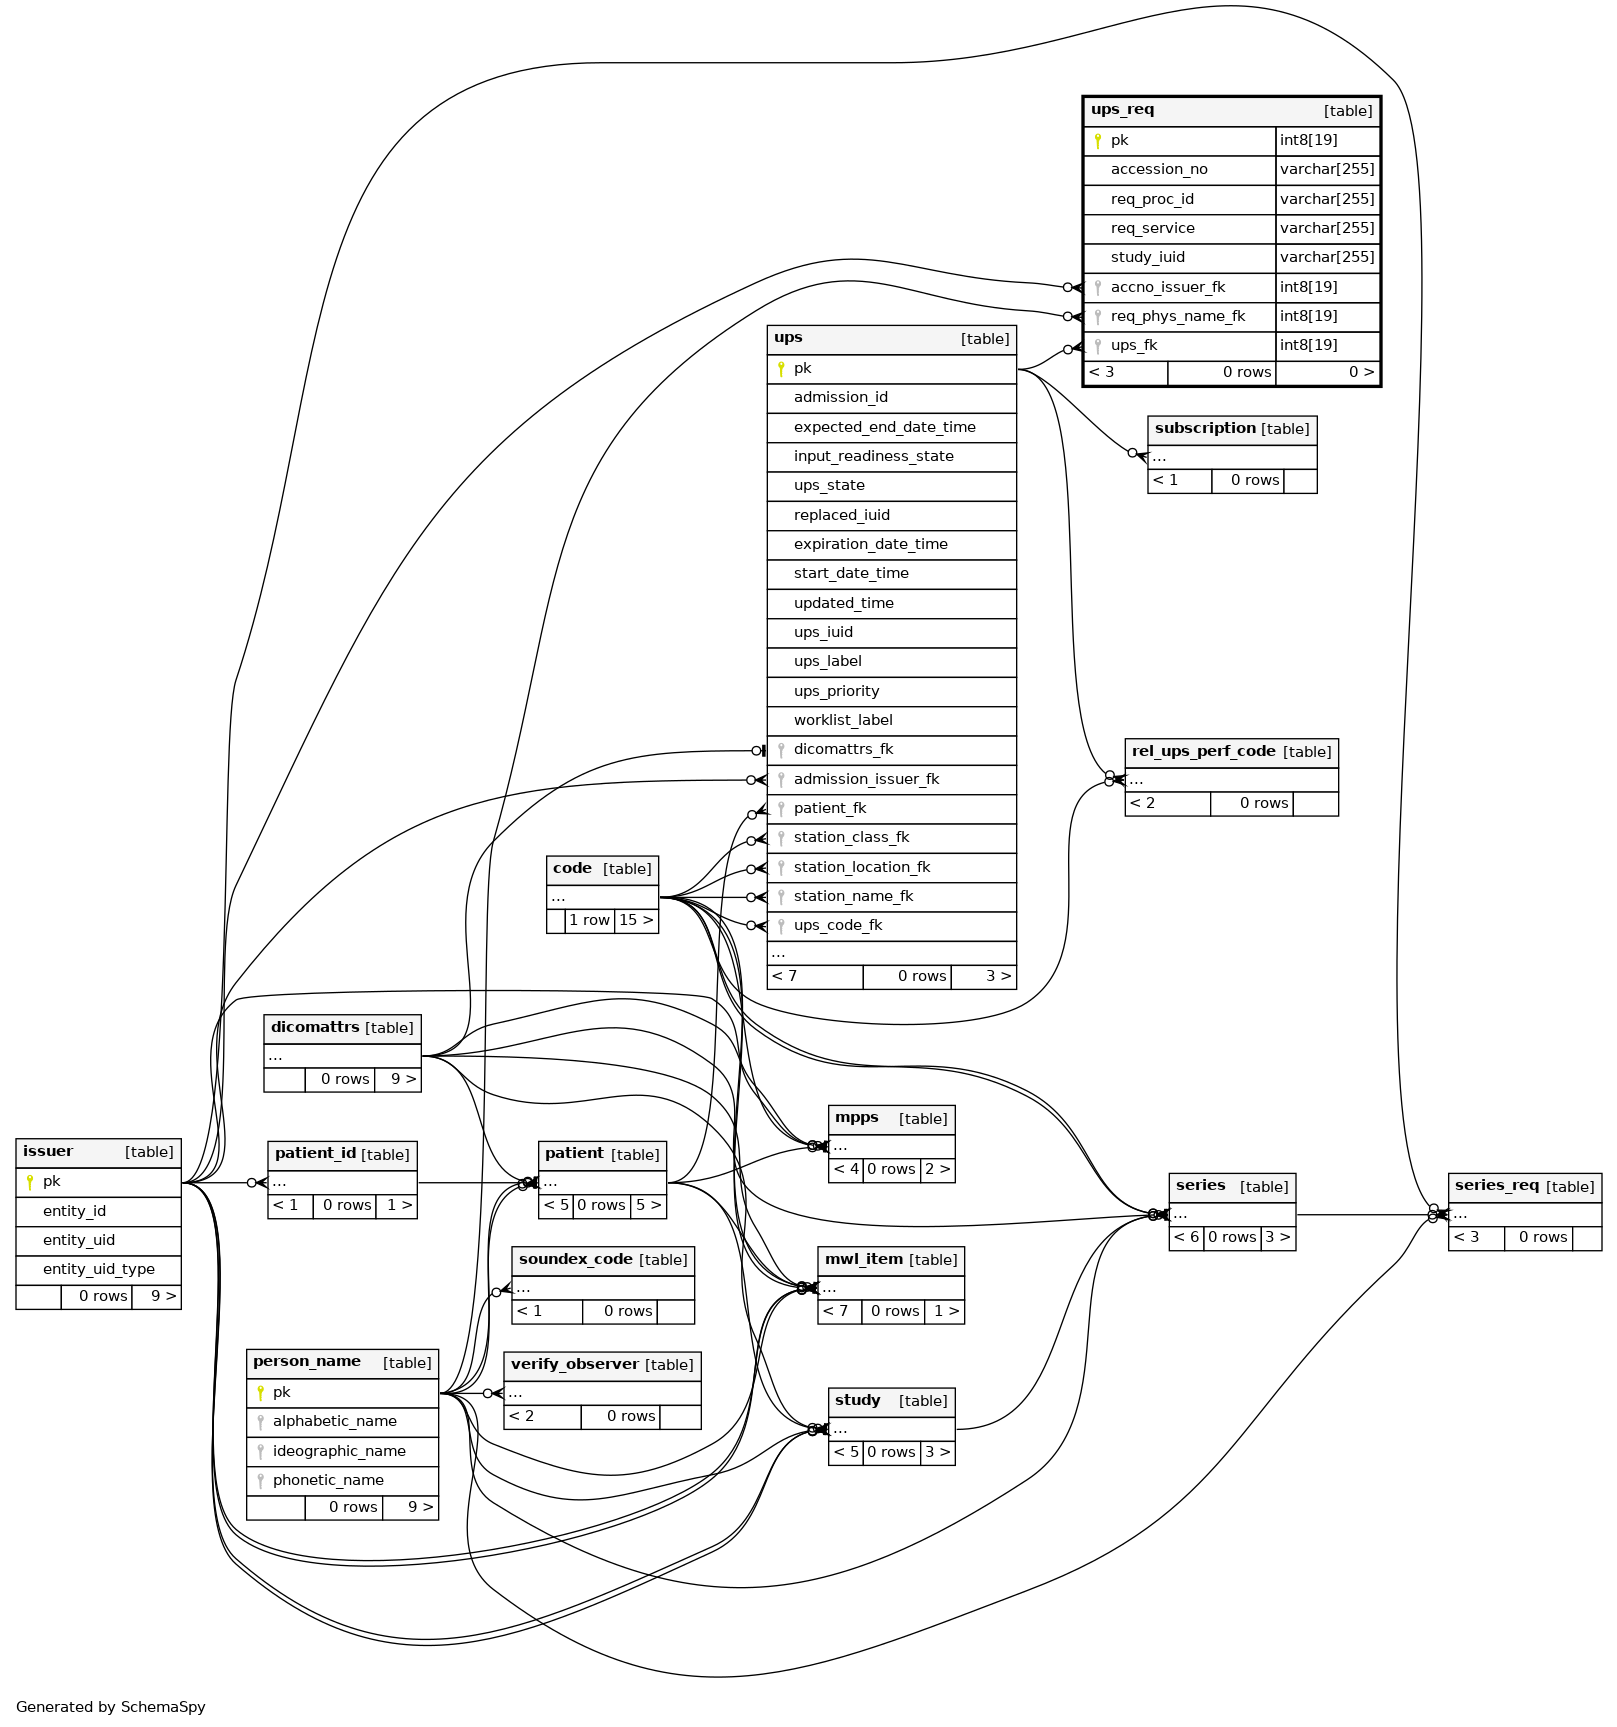 ups_req [table]
pk int8[19]
accession_no varchar[255]
req_proc_id varchar[255]
req_service varchar[255]
study_iuid varchar[255]
accno_issuer_fk int8[19]
req_phys_name_fk int8[19]
ups_fk int8[19]
< 3 0 rows 0 >
ups [table]
pk
admission_id
expected_end_date_time
input_readiness_state
ups_state
replaced_iuid
expiration_date_time
start_date_time
updated_time
ups_iuid
ups_label
ups_priority
worklist_label
dicomattrs_fk
admission_issuer_fk
patient_fk
station_class_fk
station_location_fk
station_name_fk
ups_code_fk
...
< 7 0 rows 3 >
subscription [table]
...
< 1 0 rows
rel_ups_perf_code [table]
...
< 2 0 rows
code [table]
...
1 row 15 >
dicomattrs [table]
...
0 rows 9 >
issuer [table]
pk
entity_id
entity_uid
entity_uid_type
0 rows 9 >
patient_id [table]
...
< 1 0 rows 1 >
patient [table]
...
< 5 0 rows 5 >
mpps [table]
...
< 4 0 rows 2 >
series [table]
...
< 6 0 rows 3 >
series_req [table]
...
< 3 0 rows
soundex_code [table]
...
< 1 0 rows
mwl_item [table]
...
< 7 0 rows 1 >
person_name [table]
pk
alphabetic_name
ideographic_name
phonetic_name
0 rows 9 >
verify_observer [table]
...
< 2 0 rows
study [table]
...
< 5 0 rows 3 >
Generated by SchemaSpy